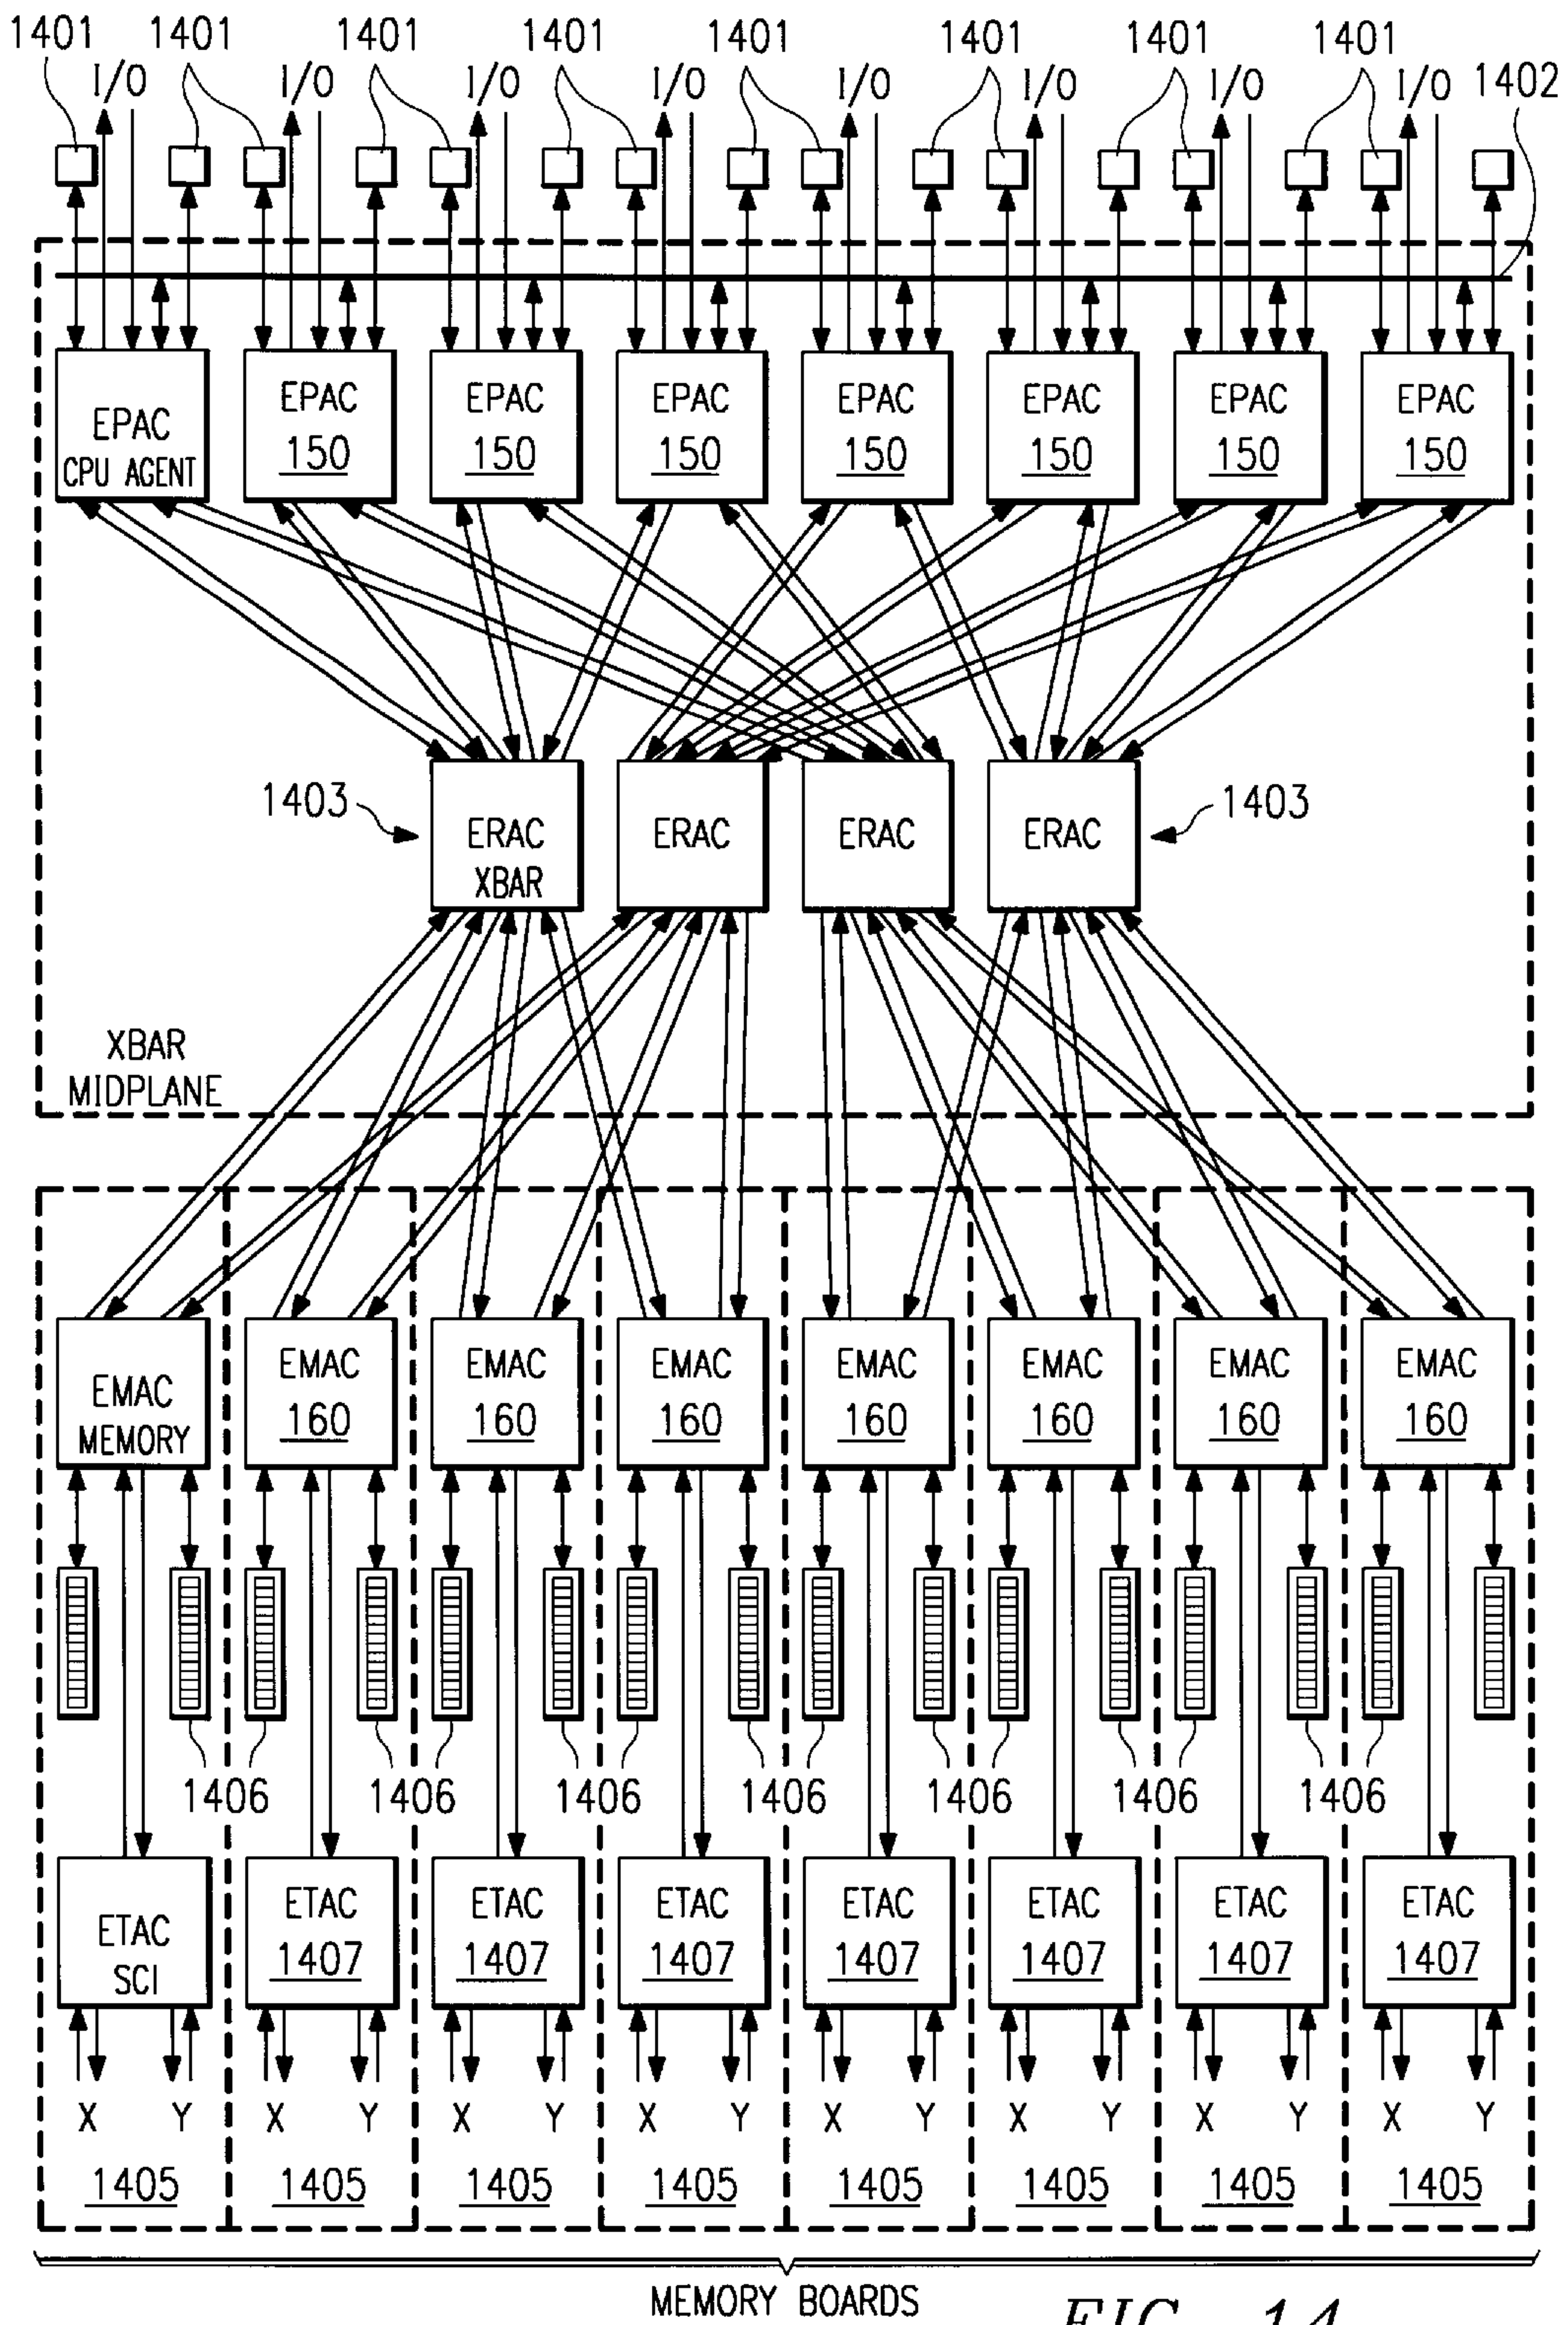 1401 1401 1401 1401 1401 1401 1401 1401
I/O I/O I/O I/O I/O I/O I/O I/O 1402
EPAC CPU AGENT
EPAC 150
EPAC 150
EPAC 150
EPAC 150
EPAC 150
EPAC 150
EPAC 150
1403
ERAC XBAR
ERAC
ERAC
ERAC
1403
XBAR
MIDPLANE
EMAC MEMORY
EMAC 160
EMAC 160
EMAC 160
EMAC 160
EMAC 160
EMAC 160
EMAC 160
1406 1406 1406 1406 1406 1406 1406
ETAC SCI
ETAC 1407
ETAC 1407
ETAC 1407
ETAC 1407
ETAC 1407
ETAC 1407
ETAC 1407
X Y X Y X Y X Y X Y X Y X Y X Y
1405 1405 1405 1405 1405 1405 1405 1405
MEMORY BOARDS
FIG. 14